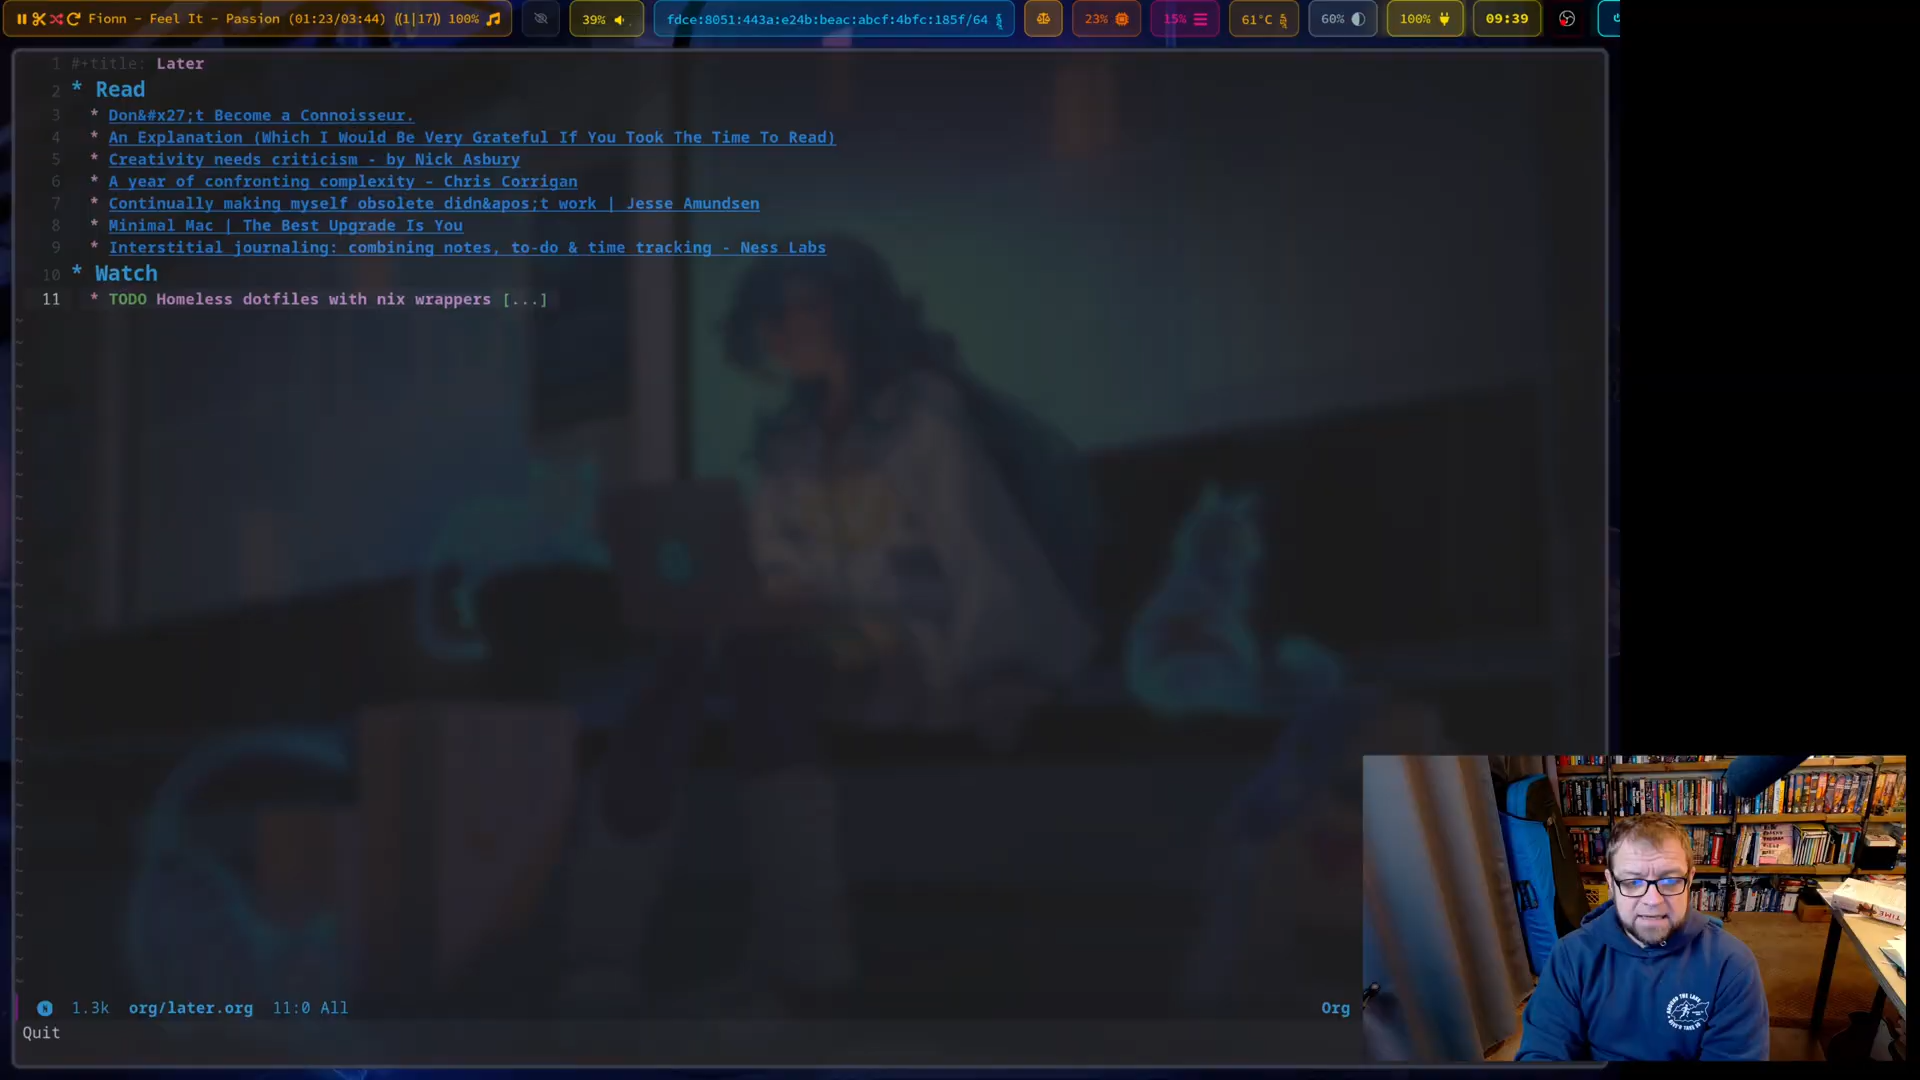 Fionn – Feel It – Passion (01:23/03:44) ((1|17) 100%
39%
fdce:8051:443a:e24b:beac:abcf:4bfc:185f/64
23%
15%
61°C
60%
100%
09:39
1 #+title: Later
2 * Read
3 * Don&#x27;t Become a Connoisseur.
4 * An Explanation (Which I Would Be Very Grateful If You Took The Time To Read)
5 * Creativity needs criticism - by Nick Asbury
6 * A year of confronting complexity – Chris Corrigan
7 * Continually making myself obsolete didn&apos;t work | Jesse Amundsen
8 * Minimal Mac | The Best Upgrade Is You
9 * Interstitial journaling: combining notes, to-do & time tracking - Ness Labs
10 * Watch
11 * TODO Homeless dotfiles with nix wrappers [...]
N 1.3k org/later.org 11:0 All
Org
Quit
TIME